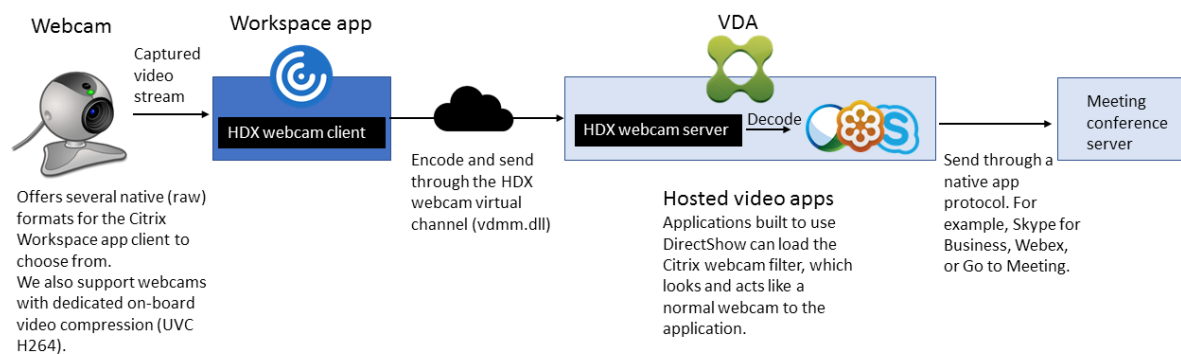 Webcam
Workspace app
VDA
Captured
video
stream
HDX webcam client
HDX webcam server
Decode
S
Meeting
conference
server
Offers several native (raw)
formats for the Citrix
Workspace app client to
choose from.
We also support webcams
with dedicated on-board
video compression (UVC
H264).
Encode and send
through the HDX
webcam virtual
channel (vdmm.dll)
Hosted video apps
Applications built to use
DirectShow can load the
Citrix webcam filter, which
looks and acts like a
normal webcam to the
application.
Send through a
native app
protocol. For
example, Skype for
Business, Webex,
or Go to Meeting.